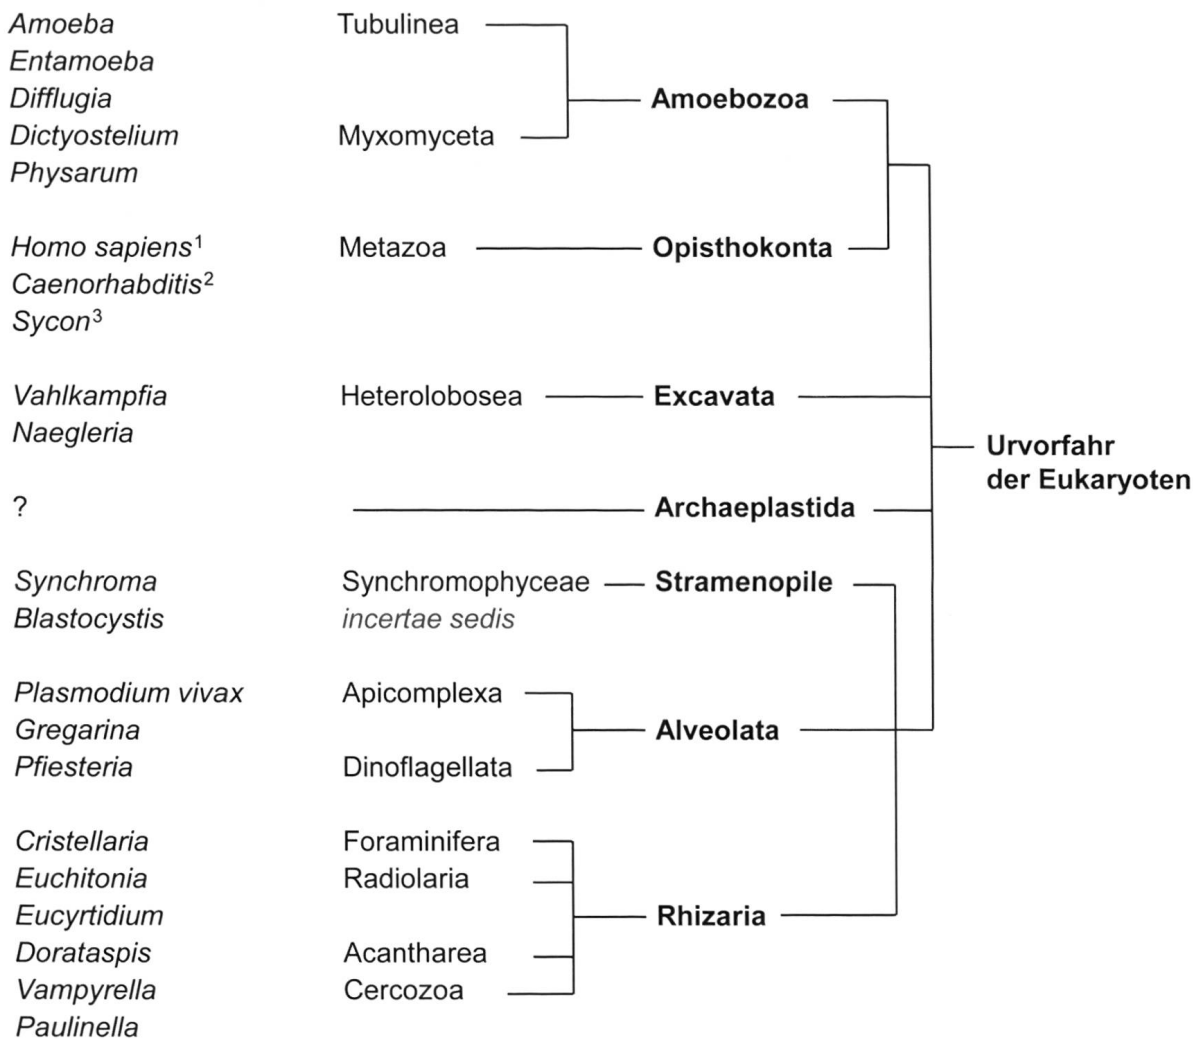 Amoeba Tubulinea
Entamoeba
Difflugia Amoebozoa
Dictyostelium Myxomyceta
Physarum
Homo sapiens¹ Metazoa Opisthokonta
Caenorhabditis²
Sycon³
Vahlkampfia Heterolobosea Excavata
Naegleria
Urvorfahr
der Eukaryoten
? Archaeplastida
Synchroma Synchromophyceae Stramenopile
Blastocystis incertae sedis
Plasmodium vivax Apicomplexa
Gregarina Alveolata
Pfiesteria Dinoflagellata
Cristellaria Foraminifera
Euchitonia Radiolaria
Eucyrtidium Rhizaria
Dorataspis Acantharea
Vampyrella Cercozoa
Paulinella